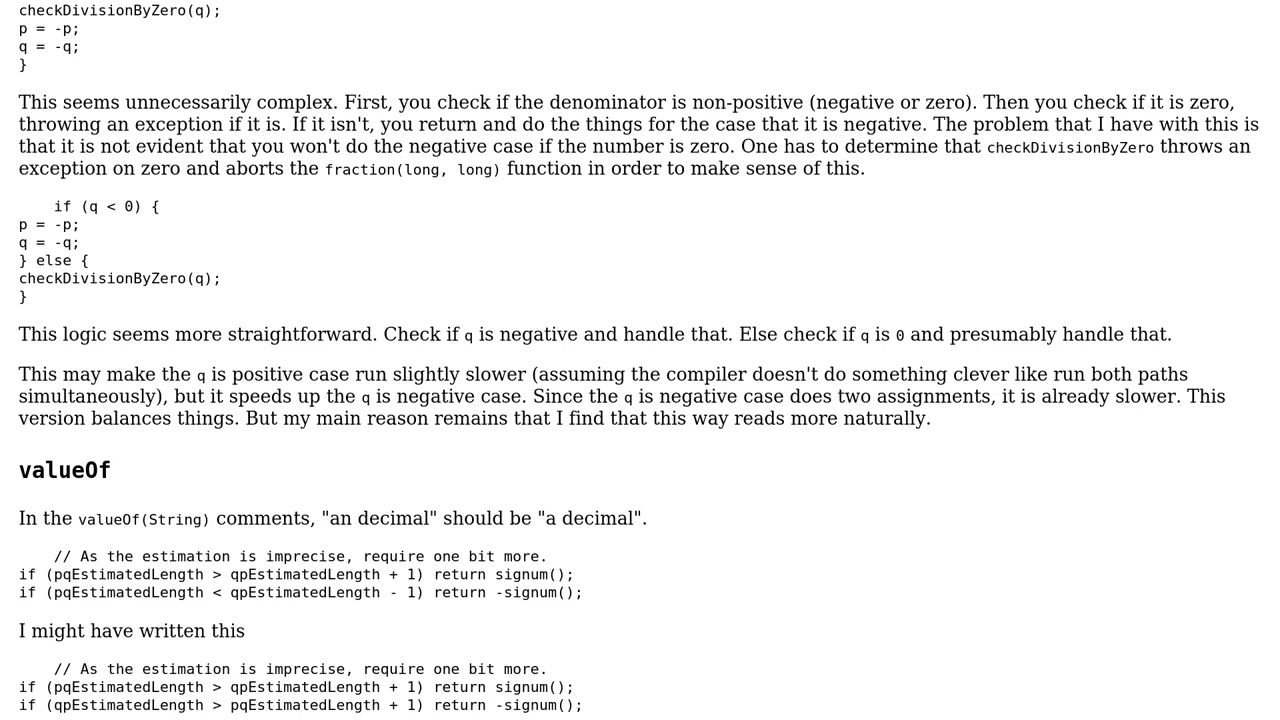 checkDivisionByZero(q);
p = -p;
q = -q;
}
This seems unnecessarily complex. First, you check if the denominator is non-positive (negative or zero). Then you check if it is zero,
throwing an exception if it is. If it isn't, you return and do the things for the case that it is negative. The problem that I have with this is
that it is not evident that you won't do the negative case if the number is zero. One has to determine that checkDivisionByZero throws an
exception on zero and aborts the fraction(long, long) function in order to make sense of this.
    if (q < 0) {
p = -p;
q = -q;
} else {
checkDivisionByZero(q);
}
This logic seems more straightforward. Check if q is negative and handle that. Else check if q is 0 and presumably handle that.
This may make the q is positive case run slightly slower (assuming the compiler doesn't do something clever like run both paths
simultaneously), but it speeds up the q is negative case. Since the q is negative case does two assignments, it is already slower. This
version balances things. But my main reason remains that I find that this way reads more naturally.
valueOf
In the valueOf(String) comments, "an decimal" should be "a decimal".
    // As the estimation is imprecise, require one bit more.
if (pqEstimatedLength > qpEstimatedLength + 1) return signum();
if (pqEstimatedLength < qpEstimatedLength - 1) return -signum();
I might have written this
    // As the estimation is imprecise, require one bit more.
if (pqEstimatedLength > qpEstimatedLength + 1) return signum();
if (qpEstimatedLength > pqEstimatedLength + 1) return -signum();